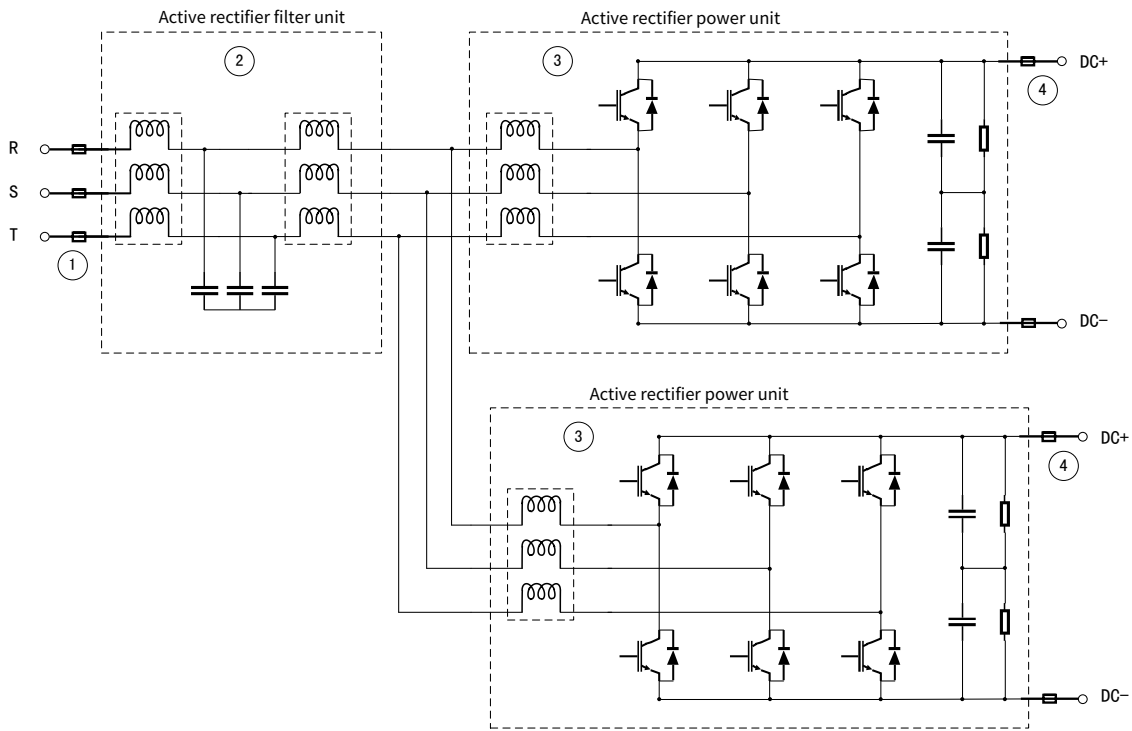 Active rectifier filter unit
Active rectifier power unit
2
3
DC+
4
R
S
T
1
DC-
Active rectifier power unit
3
DC+
4
DC-